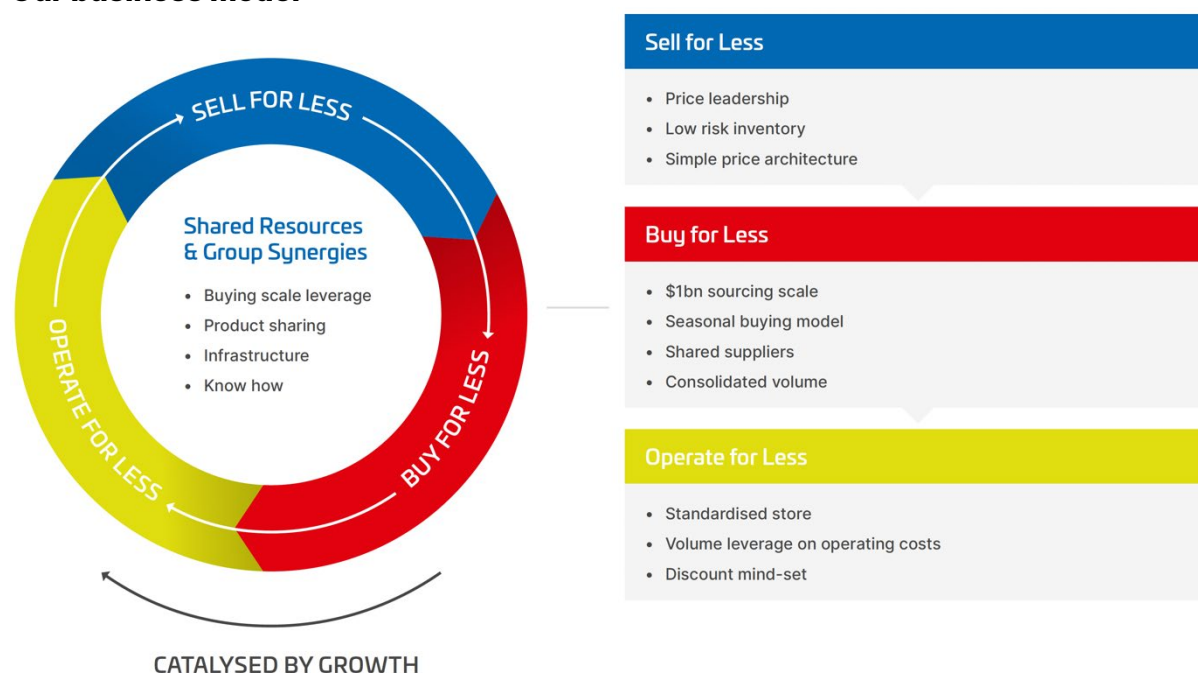 Our business model
SELL FOR LESS
Shared Resources
& Group Synergies
• Buying scale leverage
• Product sharing
• Infrastructure
• Know how
OPERATE FOR LESS
BUY FOR LESS
CATALYSED BY GROWTH
Sell for Less
• Price leadership
• Low risk inventory
• Simple price architecture
Buy for Less
• $1bn sourcing scale
• Seasonal buying model
• Shared suppliers
• Consolidated volume
Operate for Less
• Standardised store
• Volume leverage on operating costs
• Discount mind-set